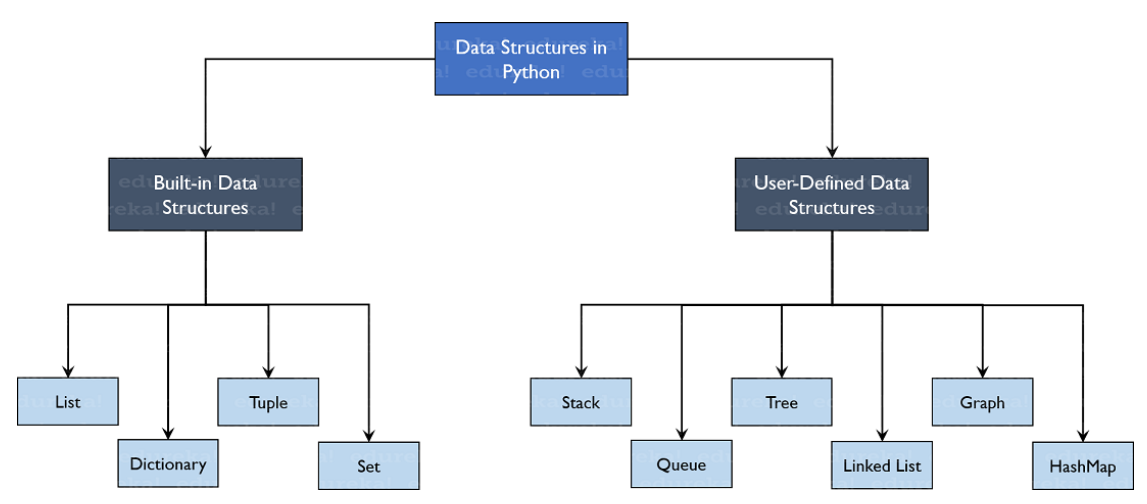 Data Structures in
Python
Built-in Data
Structures
User-Defined Data
Structures
List
Tuple
Dictionary
Set
Stack
Tree
Graph
Queue
Linked List
HashMap